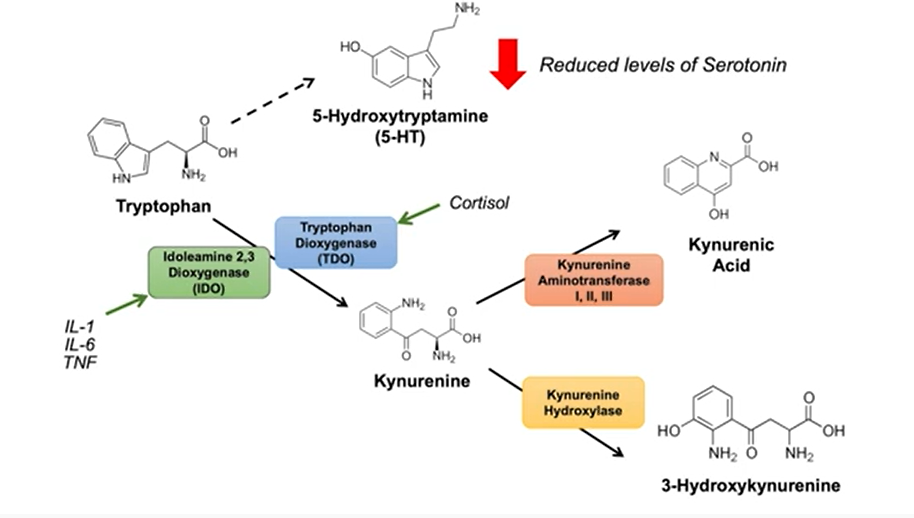 NH₂
HO
N
H
5-Hydroxytryptamine
(5-HT)
Reduced levels of Serotonin
O
OH
NH₂
HN
Tryptophan
N
O
OH
OH
Kynurenic
Acid
Cortisol
Tryptophan
Dioxygenase
(TDO)
Idoleamine 2,3
Dioxygenase
(IDO)
IL-1
IL-6
TNF
Kynurenine
Aminotransferase
I, II, III
NH₂
O
OH
O
NH₂
Kynurenine
Kynurenine
Hydroxylase
O
HO
OH
NH₂
O
NH₂
3-Hydroxykynurenine